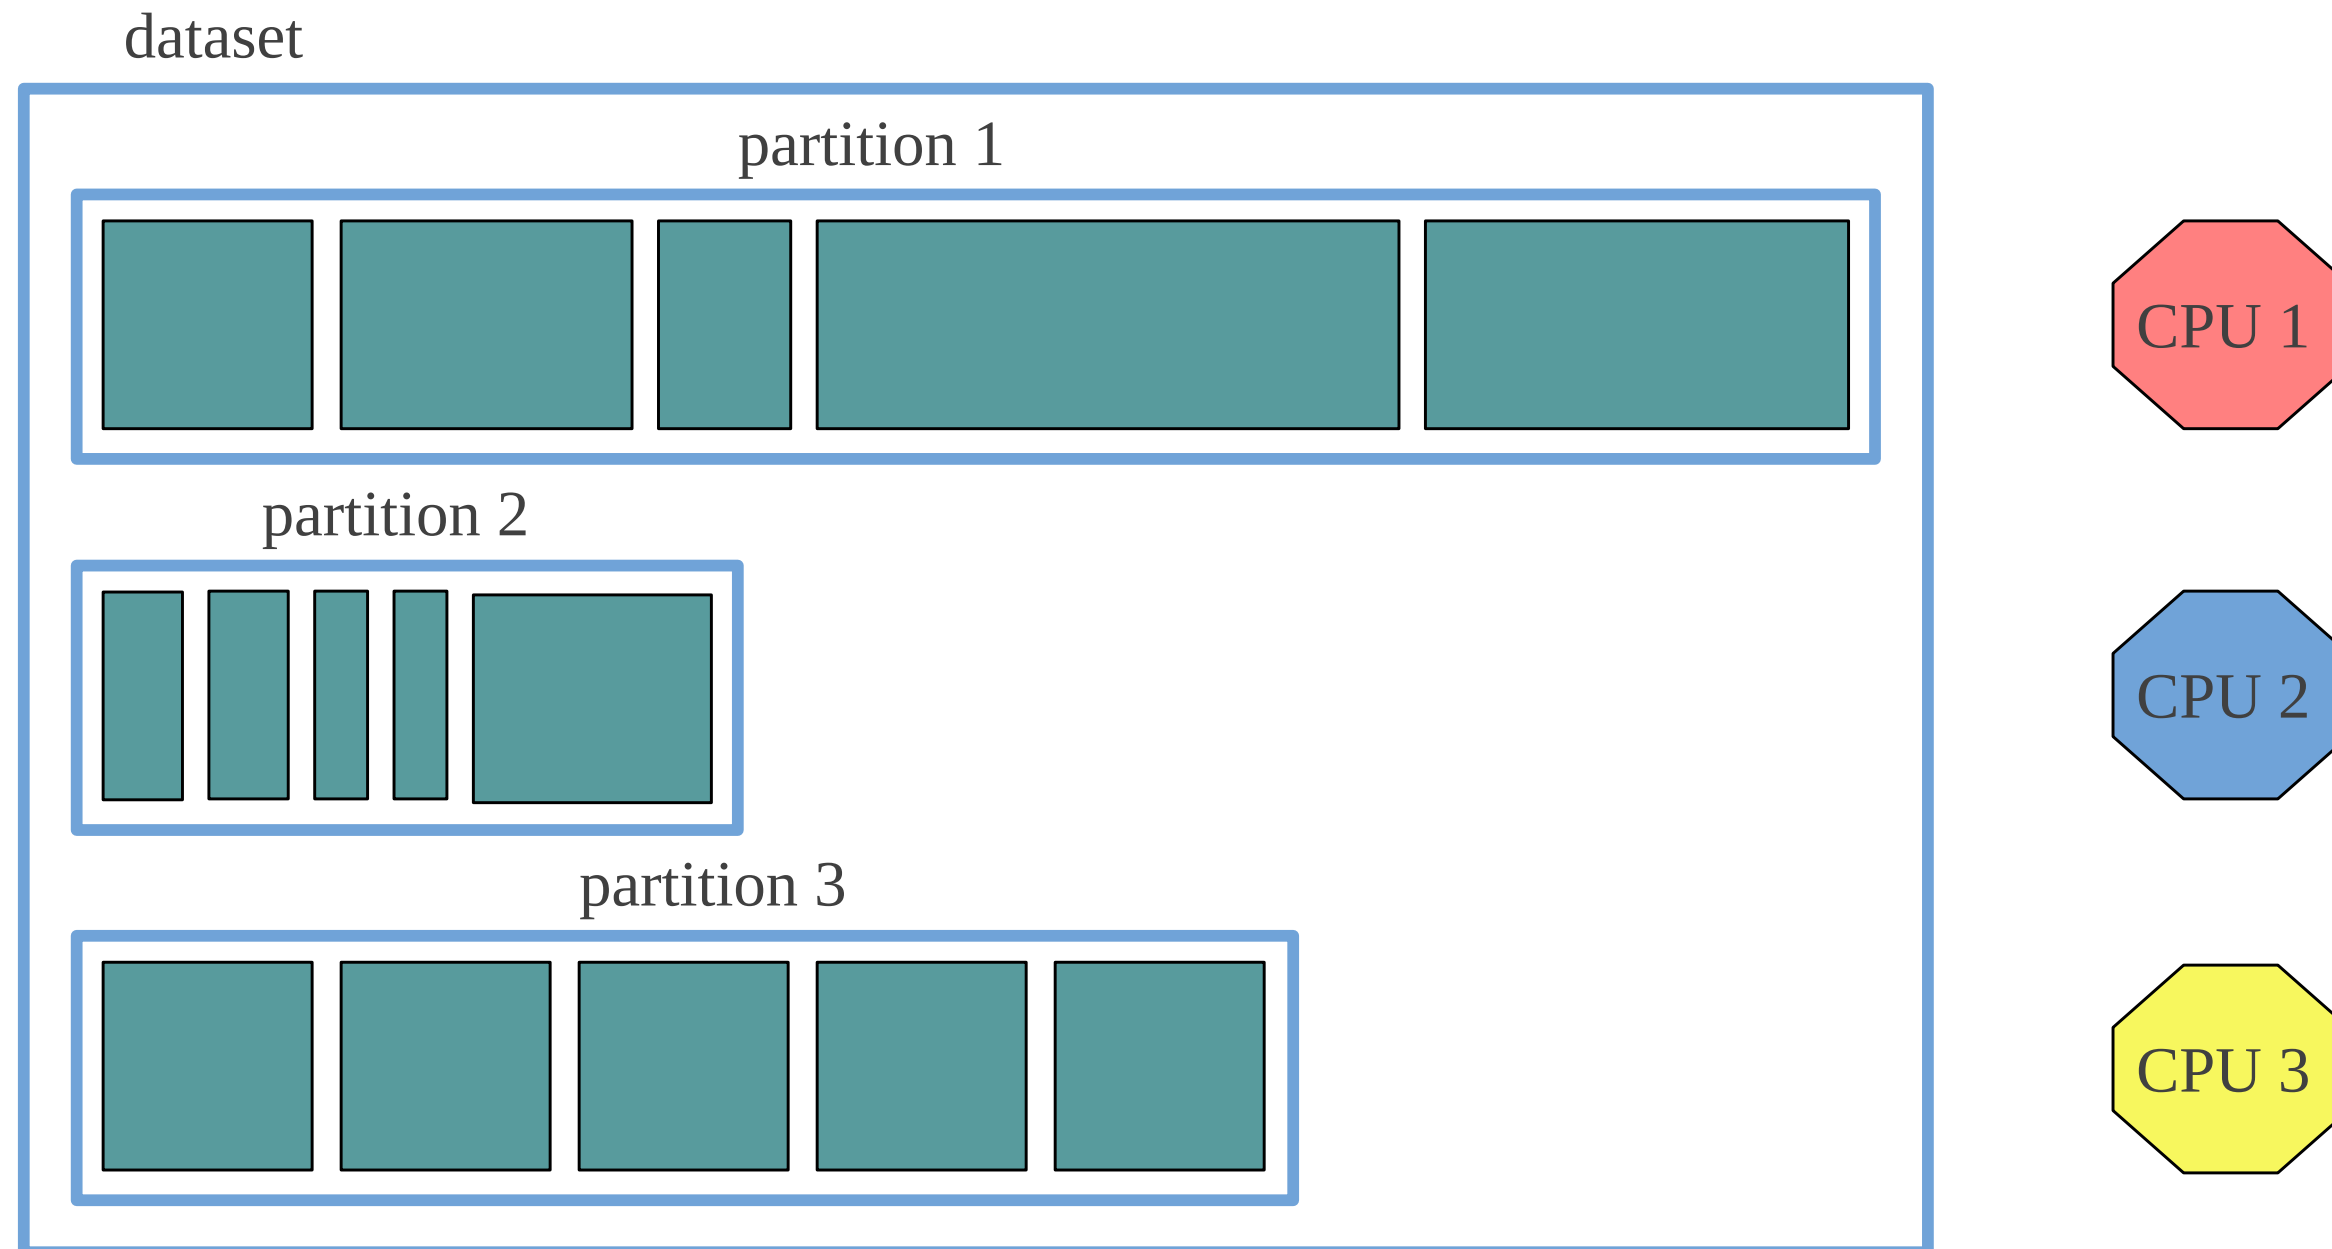 dataset
partition 1
CPU 1
partition 2
CPU 2
partition 3
CPU 3